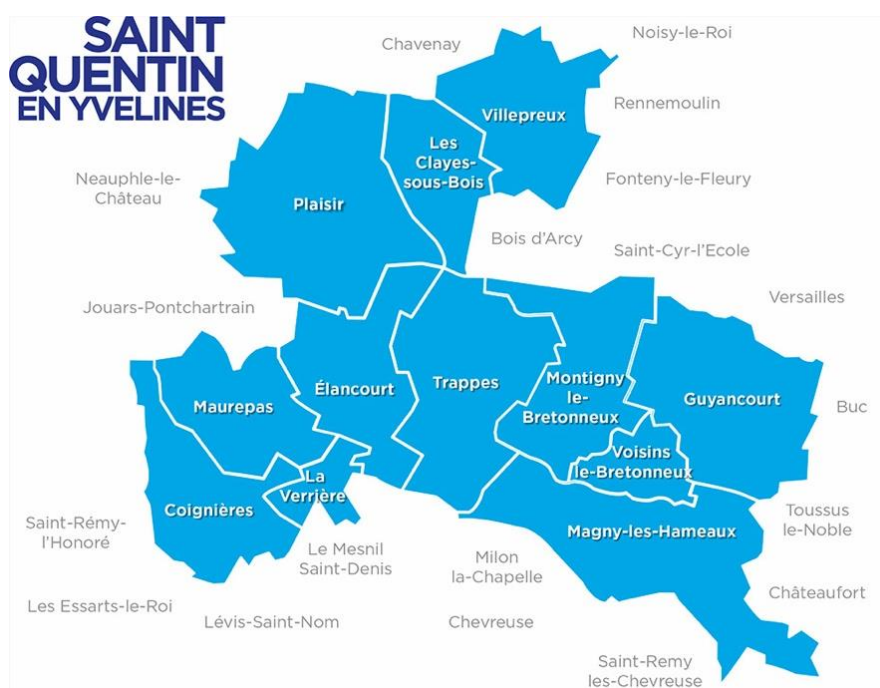 SAINT
QUENTIN
EN YVELINES
Chavenay
Noisy-le-Roi
Villepreux
Rennemoulin
Les
Clayes-
sous-Bois
Neauphle-le-
Château
Plaisir
Fonteny-le-Fleury
Bois d'Arcy
Saint-Cyr-l'Ecole
Jouars-Pontchartrain
Versailles
Maurepas
Élancourt
Trappes
Montigny
le-
Bretonneux
Guyancourt
Buc
Voisins
le-Bretonneux
La
Verrière
Coignières
Saint-Rémy-
l'Honoré
Magny-les-Hameaux
Toussus
le-Noble
Le Mesnil
Saint-Denis
Milon
la-Chapelle
Châteaufort
Les Essarts-le-Roi
Lévis-Saint-Nom
Chevreuse
Saint-Remy
les-Chevreuse